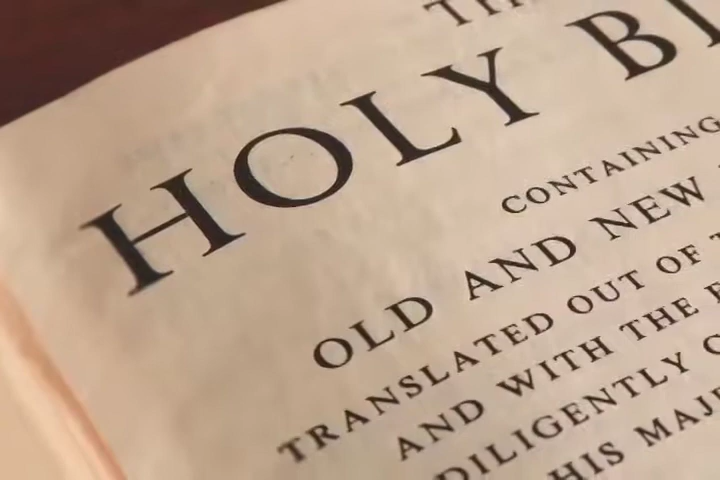 HOLY
CONTAINING
OLD AND NEW
TRANSLATED OUT OF
AND WITH THE
DILIGENTLY
HIS